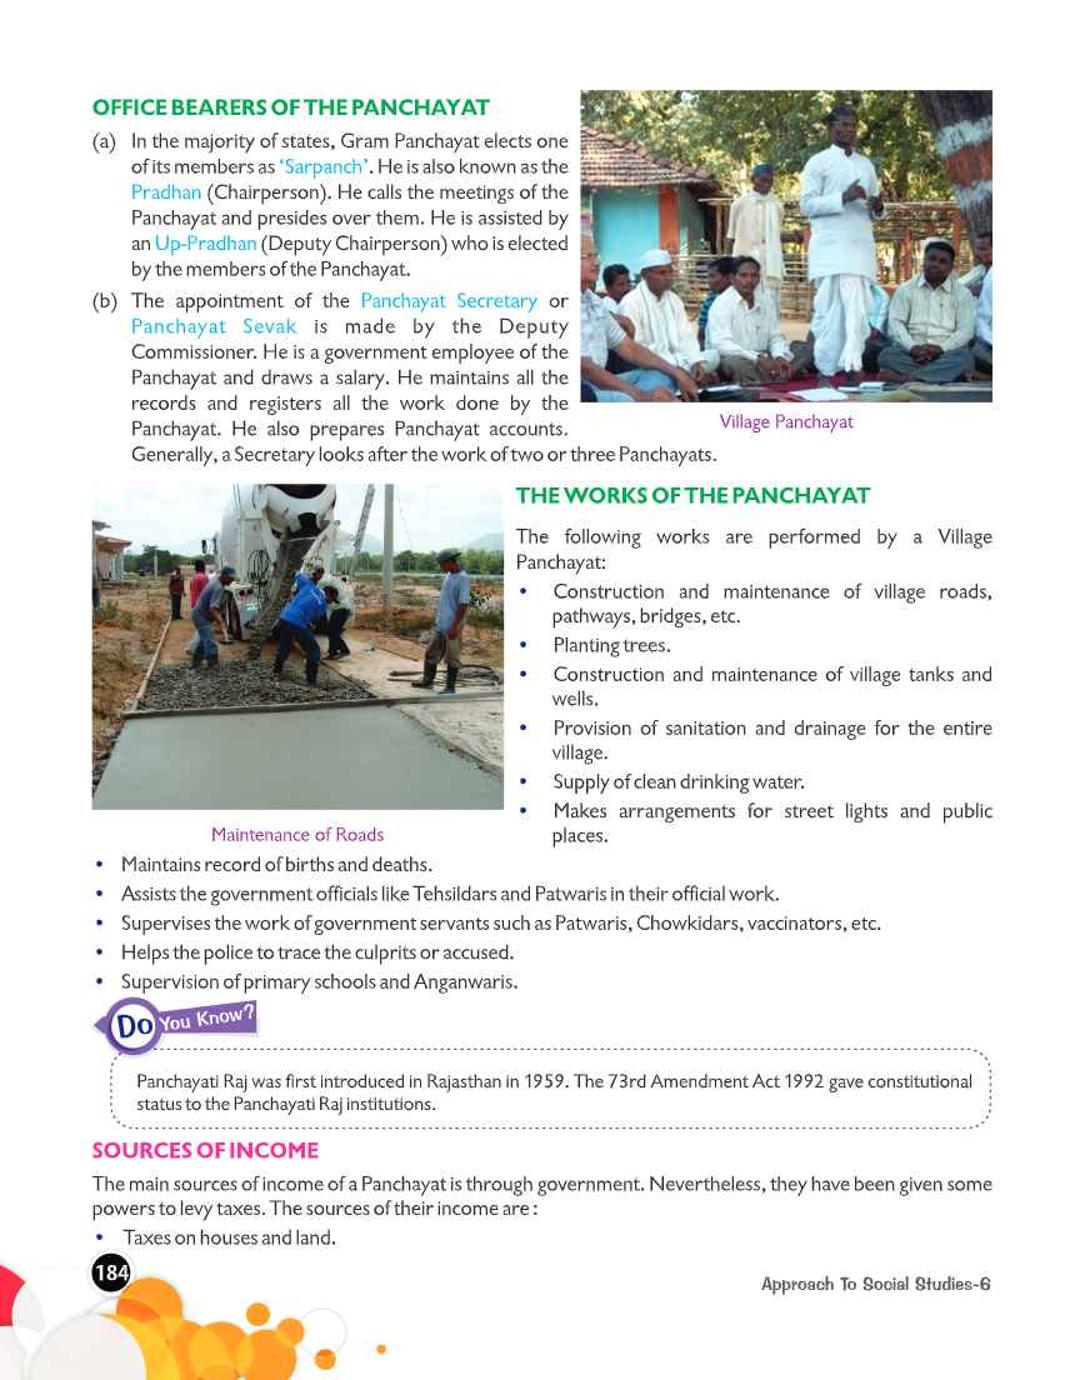 OFFICE BEARERS OF THE PANCHAYAT
(a) In the majority of states, Gram Panchayat elects one
of its members as ‘Sarpanch’. He is also known as the
Pradhan (Chairperson). He calls the meetings of the
Panchayat and presides over them. He is assisted by
an Up-Pradhan (Deputy Chairperson) who is elected
by the members of the Panchayat.
(b) The appointment of the Panchayat Secretary or
Panchayat Sevak is made by the Deputy
Commissioner. He is a government employee of the
Panchayat and draws a salary. He maintains all the
records and registers all the work done by the
Panchayat. He also prepares Panchayat accounts.
Generally, a Secretary looks after the work of two or three Panchayats.
Village Panchayat
THE WORKS OF THE PANCHAYAT
The following works are performed by a Village
Panchayat:
• Construction and maintenance of village roads,
pathways, bridges, etc.
• Planting trees.
• Construction and maintenance of village tanks and
wells.
• Provision of sanitation and drainage for the entire
village.
• Supply of clean drinking water.
• Makes arrangements for street lights and public
places.
Maintenance of Roads
• Maintains record of births and deaths.
• Assists the government officials like Tehsildars and Patwaris in their official work.
• Supervises the work of government servants such as Patwaris, Chowkidars, vaccinators, etc.
• Helps the police to trace the culprits or accused.
• Supervision of primary schools and Anganwaris.
Do You Know?
Panchayati Raj was first introduced in Rajasthan in 1959. The 73rd Amendment Act 1992 gave constitutional
status to the Panchayati Raj institutions.
SOURCES OF INCOME
The main sources of income of a Panchayat is through government. Nevertheless, they have been given some
powers to levy taxes. The sources of their income are :
• Taxes on houses and land.
184
Approach To Social Studies-6